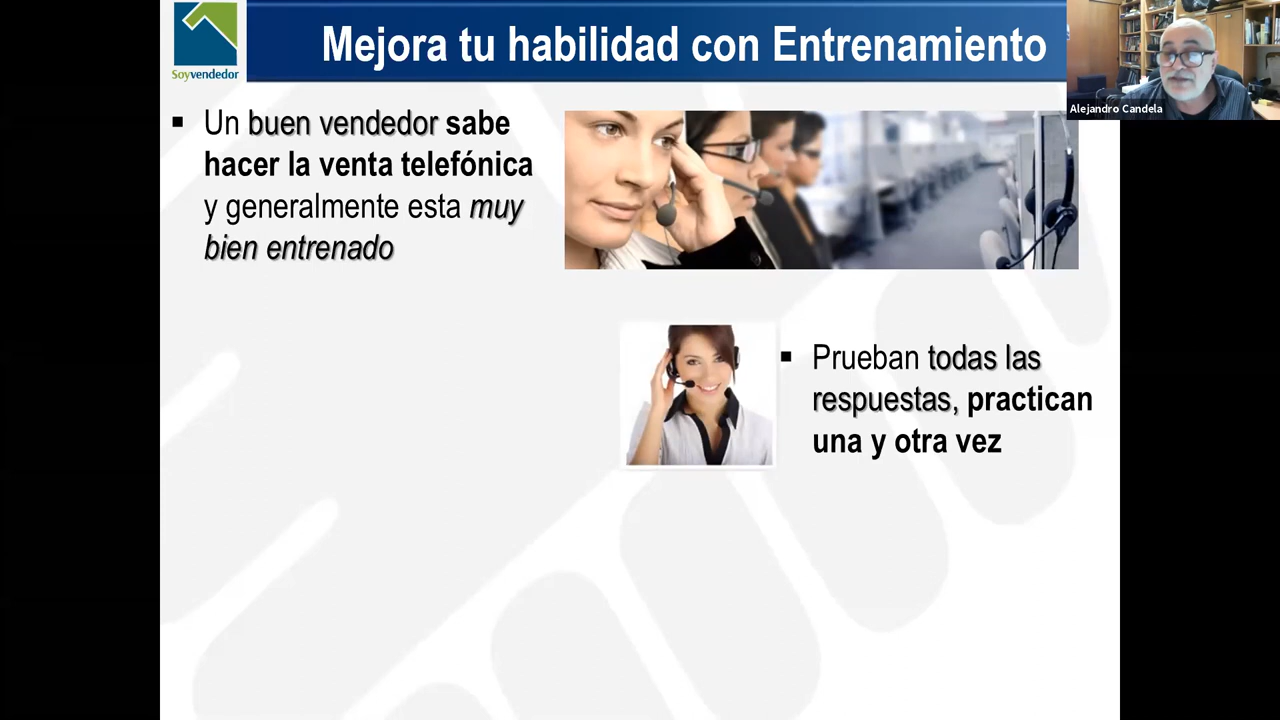 Soyvendedor
Mejora tu habilidad con Entrenamiento
Alejandro Candela
▪ Un buen vendedor sabe
hacer la venta telefónica
y generalmente esta muy
bien entrenado
▪ Prueban todas las
respuestas, practican
una y otra vez